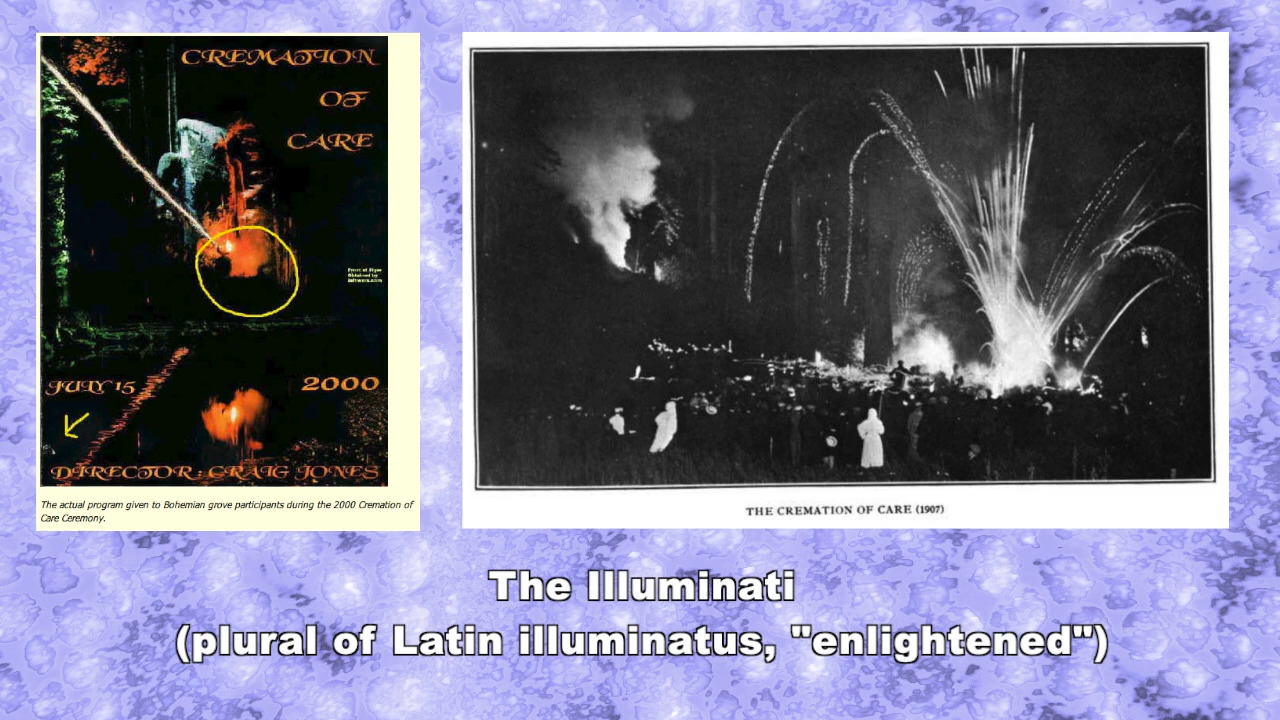 CREMATION
OF
CARE
JULY 15
2000
DIRECTOR: CRAIG JONES
The actual program given to Bohemian grove participants during the 2000 Cremation of
Care Ceremony.
THE CREMATION OF CARE (1907)
The Illuminati
(plural of Latin illuminatus, "enlightened")